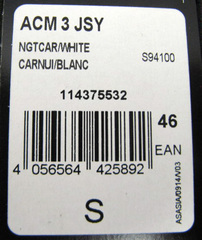 ACM 3 JSY
NGTCAR/WHITE
CARNUI/BLANC
S94100
114375532
46
EAN
4 056564 425892
S
ASASIA/0914/V03